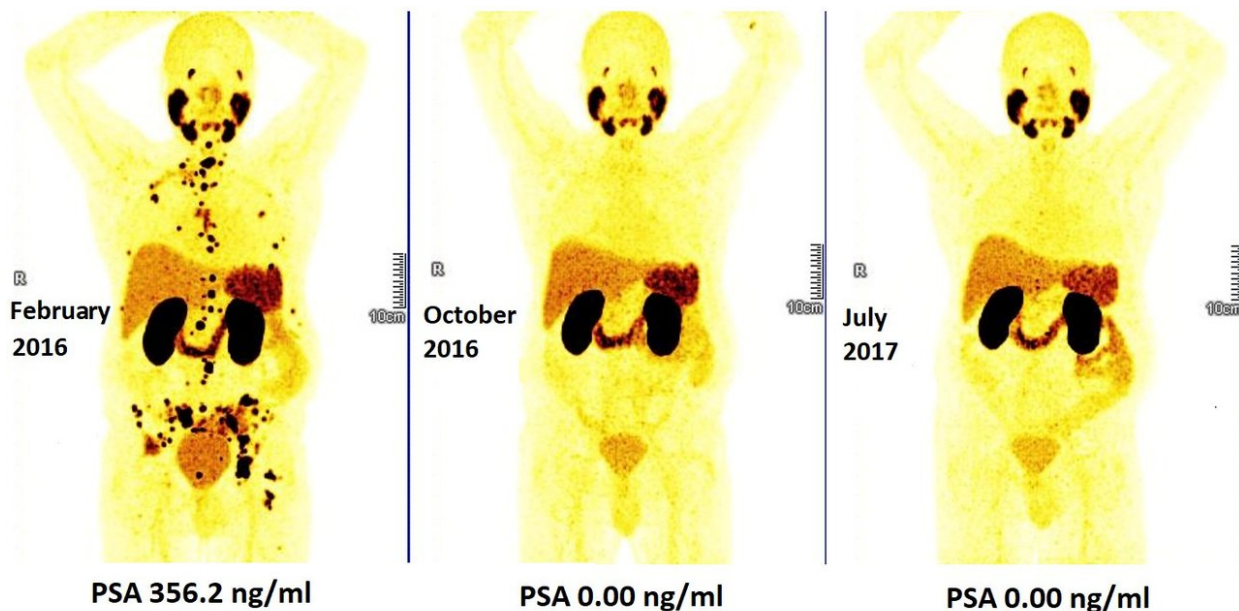 R
February
2016
10cm
PSA 356.2 ng/ml
R
October
2016
10cm
PSA 0.00 ng/ml
R
July
2017
10cm
PSA 0.00 ng/ml